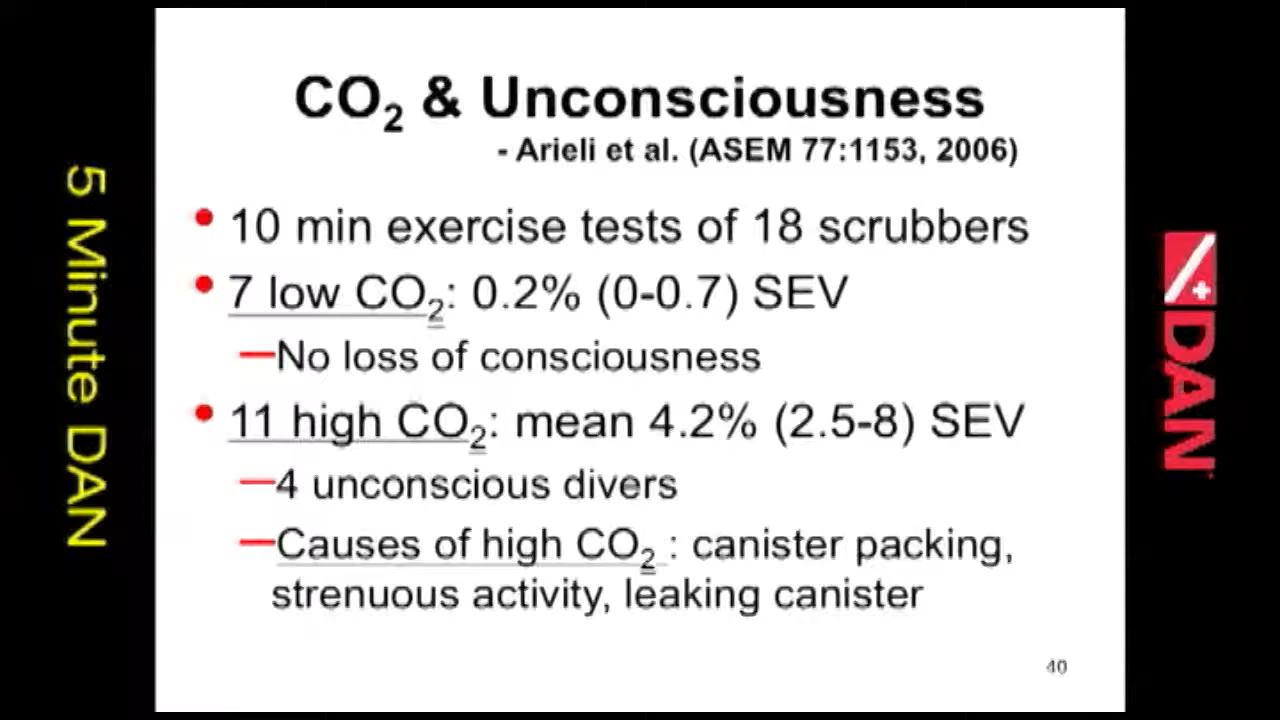 5 Minute DAN
CO₂ & Unconsciousness
- Arieli et al. (ASEM 77:1153, 2006)
• 10 min exercise tests of 18 scrubbers
• 7 low CO₂: 0.2% (0-0.7) SEV
—No loss of consciousness
• 11 high CO₂: mean 4.2% (2.5-8) SEV
—4 unconscious divers
—Causes of high CO₂ : canister packing,
strenuous activity, leaking canister
40
DAN